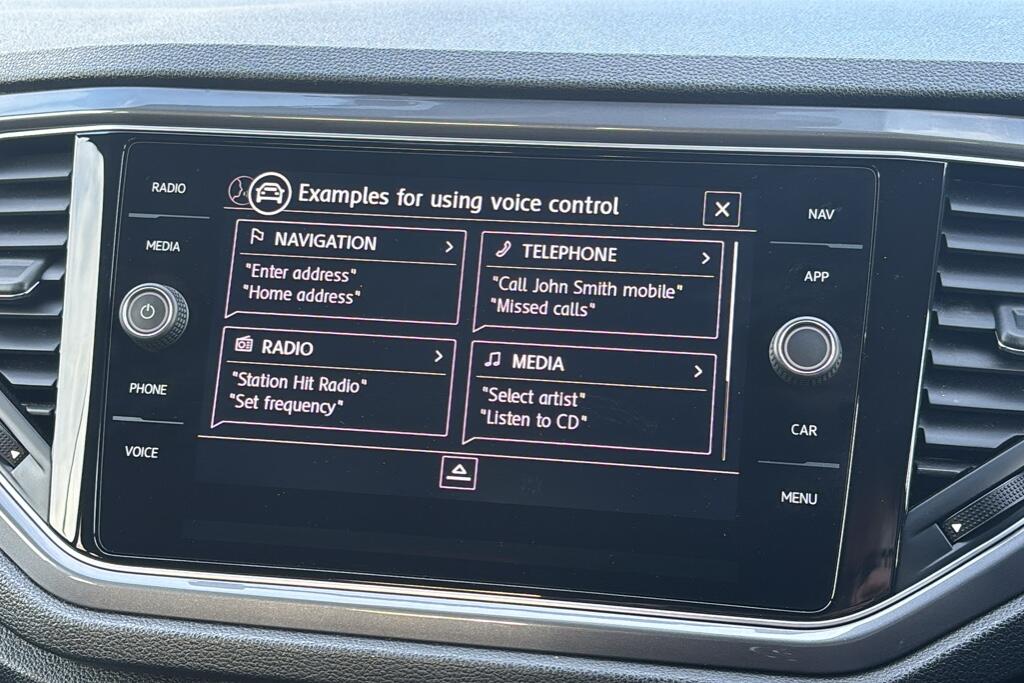 RADIO
MEDIA
PHONE
VOICE
Examples for using voice control
NAVIGATION
"Enter address"
"Home address"
TELEPHONE
"Call John Smith mobile"
"Missed calls"
RADIO
"Station Hit Radio"
"Set frequency"
MEDIA
"Select artist"
"Listen to CD"
NAV
APP
CAR
MENU